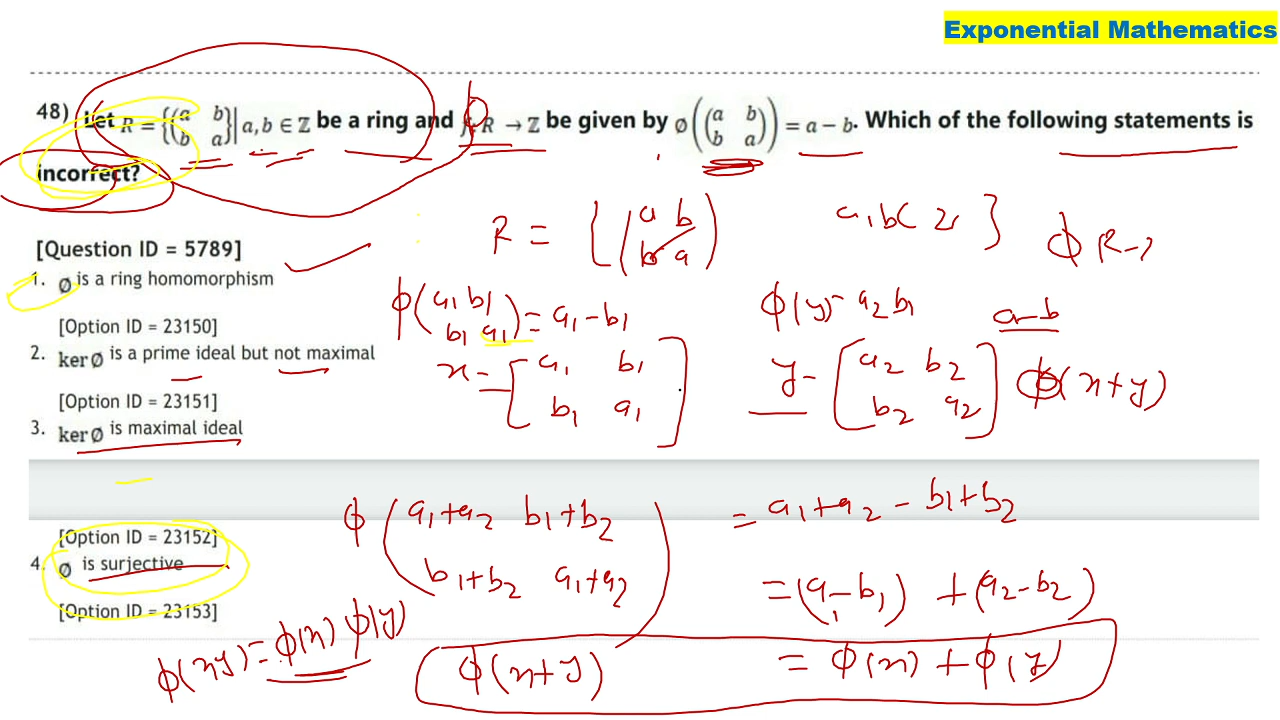 Exponential Mathematics
48) Let R = {(a b b a)| a, b ∈ ℤ be a ring and : R → ℤ be given by ø((a b b a)) = a − b. Which of the following statements is
incorrect?
[Question ID = 5789]
1. ø is a ring homomorphism
[Option ID = 23150]
2. ker ø is a prime ideal but not maximal
[Option ID = 23151]
3. ker ø is maximal ideal
[Option ID = 23152]
4. ø is surjective
[Option ID = 23153]
R = { (a b b a) a, b ∈ ℤ }
ϕ R→
ϕ(a₁ b₁ b₁ a₁) = a₁ − b₁
ϕ(y) = a₂ b₁
a−b
x = [a₁ b₁ b₁ a₁]
y = [a₂ b₂ b₂ a₂]
ϕ(x+y)
ϕ(a₁+a₂ b₁+b₂ b₁+b₂ a₁+a₂) = a₁+a₂ − b₁+b₂
= (a₁−b₁) + (a₂−b₂)
ϕ(xy) = ϕ(x) ϕ(y)
ϕ(x+y) = ϕ(x) + ϕ(y)